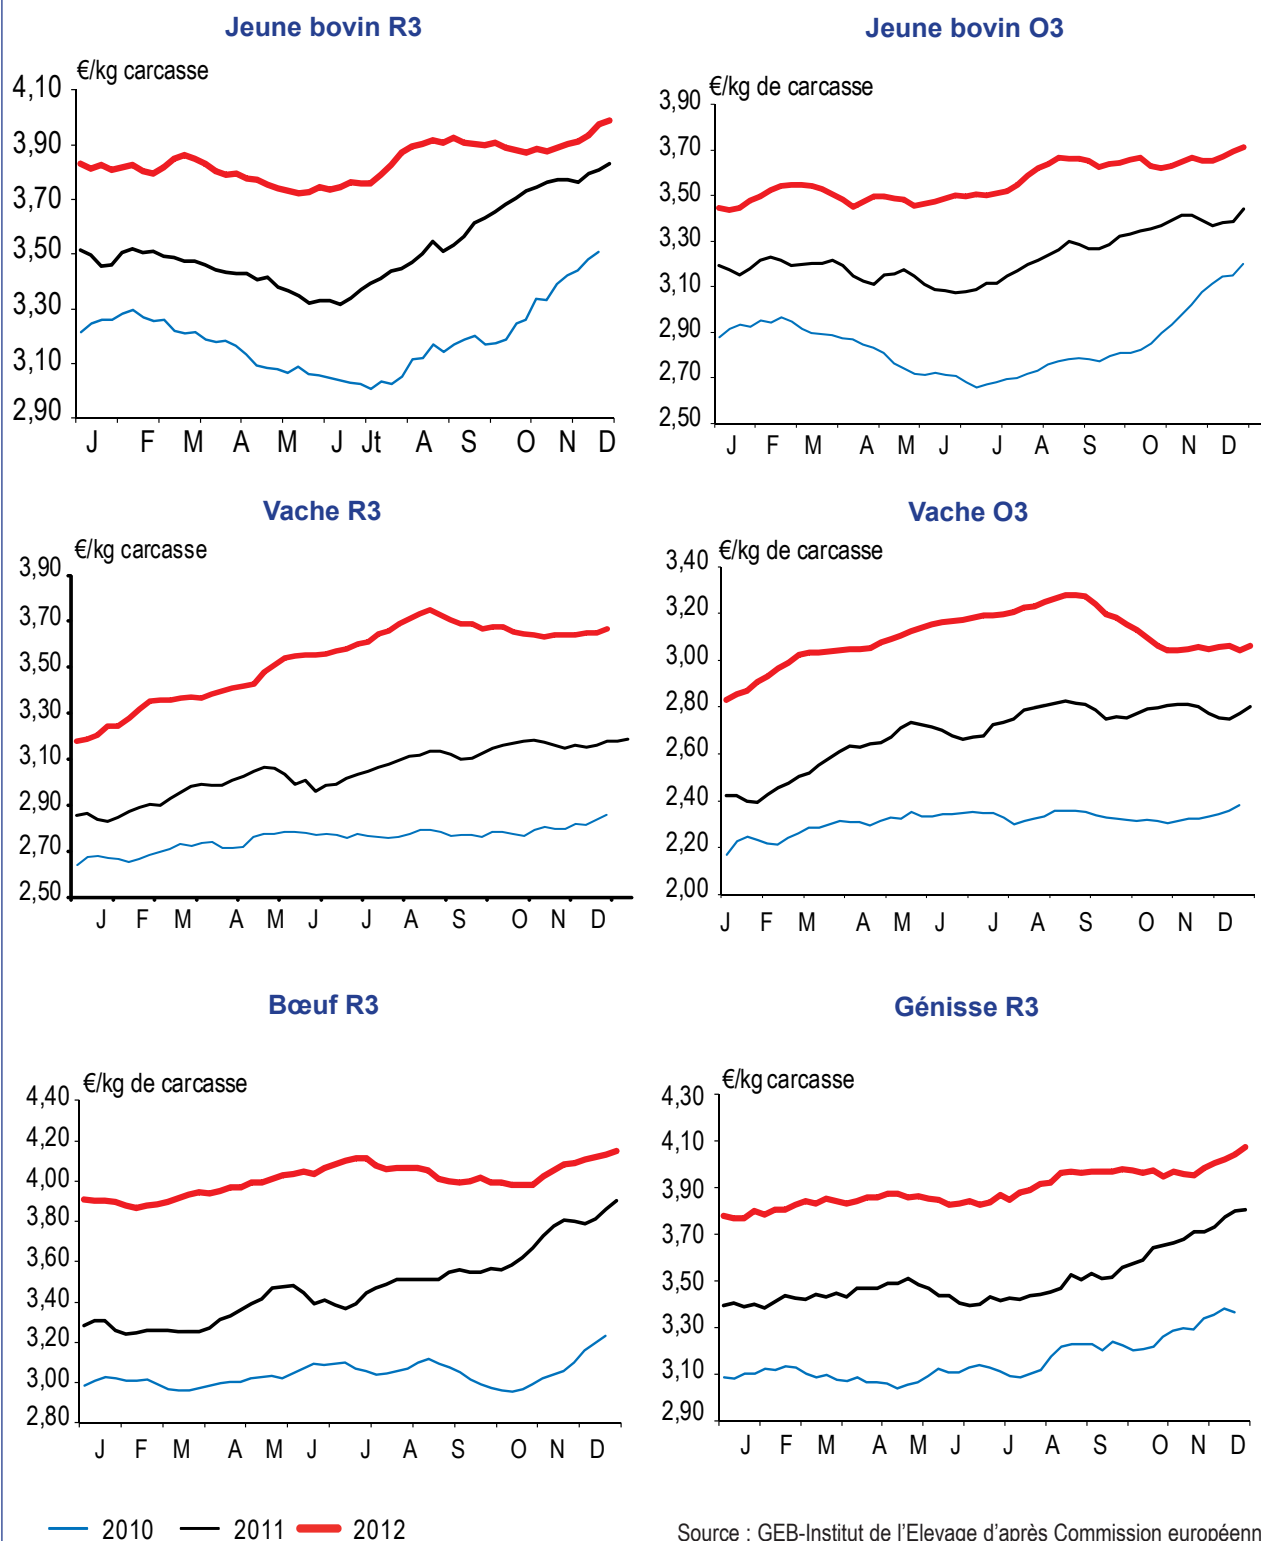 Jeune bovin R3
€/kg carcasse
4,10
3,90
3,70
3,50
3,30
3,10
2,90
J F M A M J Jt A S O N D
Jeune bovin O3
€/kg de carcasse
3,90
3,70
3,50
3,30
3,10
2,90
2,70
2,50
J F M A M J J A S O N D
Vache R3
€/kg carcasse
3,90
3,70
3,50
3,30
3,10
2,90
2,70
2,50
J F M A M J J A S O N D
Vache O3
€/kg de carcasse
3,40
3,20
3,00
2,80
2,60
2,40
2,20
2,00
J F M A M J J A S O N D
Bœuf R3
€/kg de carcasse
4,40
4,20
4,00
3,80
3,60
3,40
3,20
3,00
2,80
J F M A M J J A S O N D
Génisse R3
€/kg carcasse
4,30
4,10
3,90
3,70
3,50
3,30
3,10
2,90
J F M A M J J A S O N D
2010 2011 2012
Source : GEB-Institut de l'Elevage d'après Commission européenn